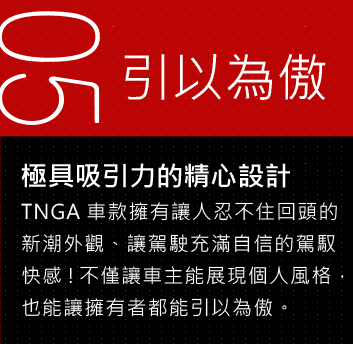 05
引以為傲
極具吸引力的精心設計
TNGA 車款擁有讓人忍不住回頭的
新潮外觀、讓駕駛充滿自信的駕馭
快感！不僅讓車主能展現個人風格，
也能讓擁有者都能引以為傲。